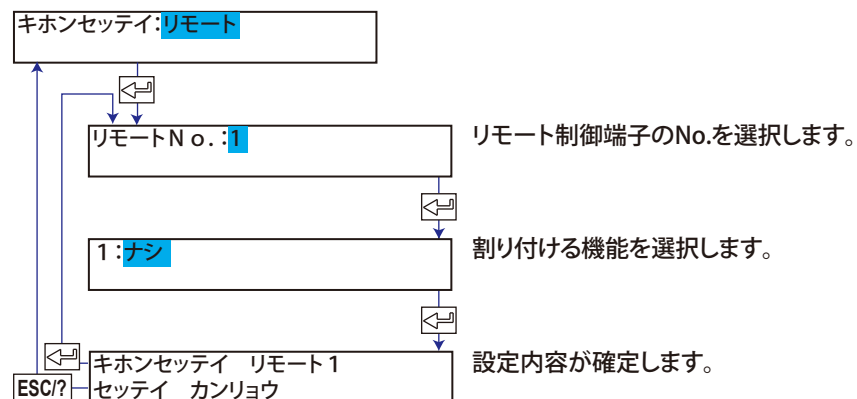 キホンセッテイ:リモート
リモートNo.:1
リモート制御端子のNo.を選択します。
1:ナシ
割り付ける機能を選択します。
キホンセッテイ リモート1
設定内容が確定します。
ESC/?
セッテイ カンリョウ